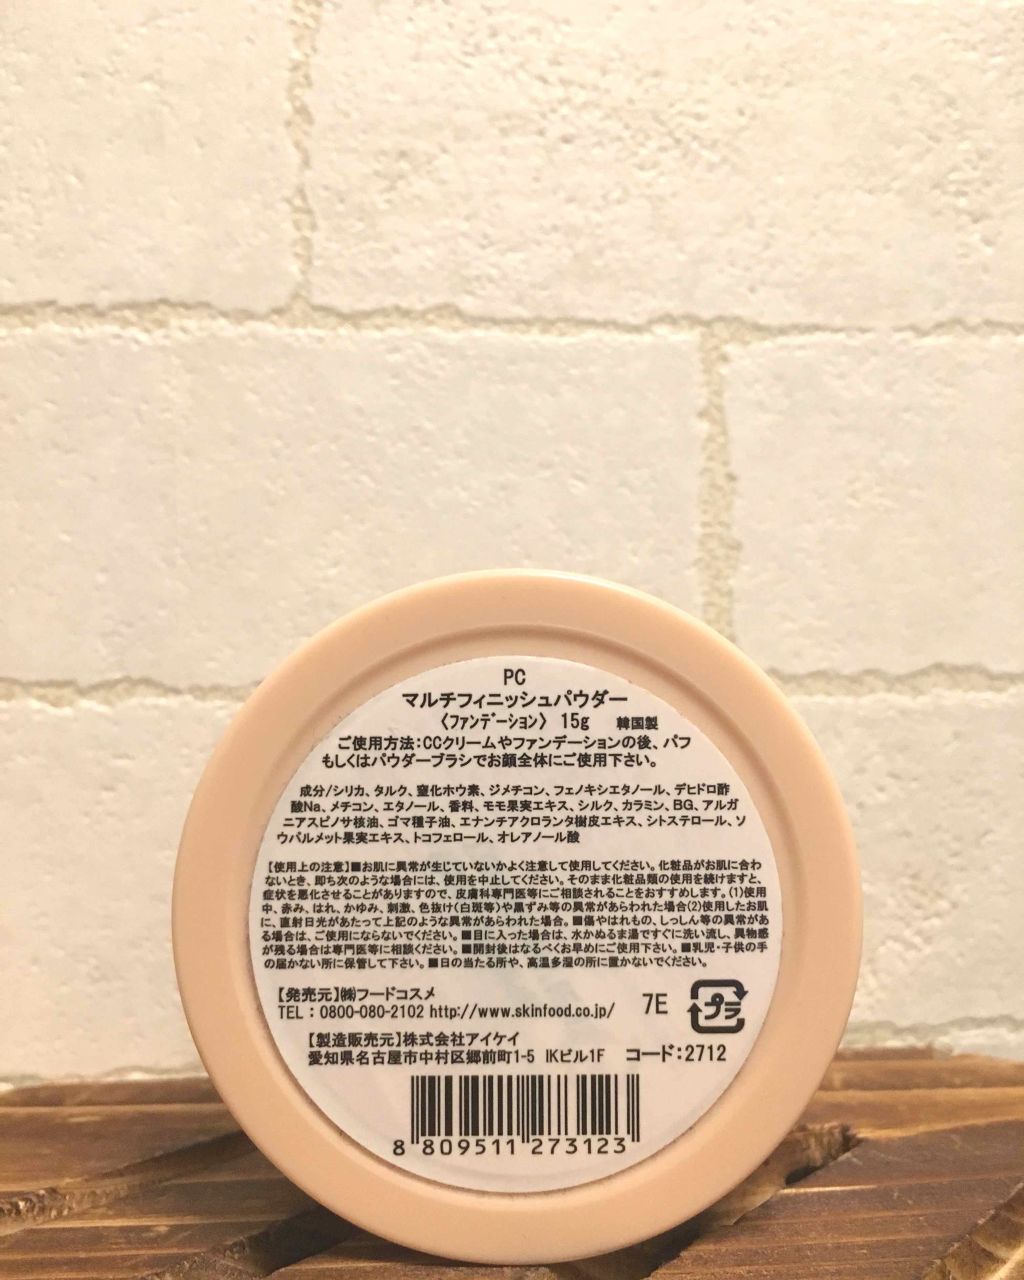 PC
マルチフィニッシュパウダー
〈ファンデーション〉 15g 韓国製
ご使用方法：CCクリームやファンデーションの後、パフ
もしくはパウダーブラシでお顔全体にご使用下さい。
成分/シリカ、タルク、窒化ホウ素、ジメチコン、フェノキシエタノール、デヒドロ酢
酸Na、メチコン、エタノール、香料、モモ果実エキス、シルク、カラミン、BG、アルガ
ニアスピノサ核油、ゴマ種子油、エナンチアクロランタ樹皮エキス、シトステロール、ソ
ウパルメット果実エキス、トコフェロール、オレアノール酸
【使用上の注意】■お肌に異常が生じていないかよく注意して使用してください。化粧品がお肌に合わ
ないとき、即ち次のような場合には、使用を中止してください。そのまま化粧品類の使用を続けますと、
症状を悪化させることがありますので、皮膚科専門医等にご相談されることをおすすめします。(1)使用
中、赤み、はれ、かゆみ、刺激、色抜け(白斑等)や黒ずみ等の異常があらわれた場合(2)使用したお肌
に、直射日光があたって上記のような異常があらわれた場合。■傷やはれもの、しっしん等の異常があ
る場合は、ご使用にならないでください。■目に入った場合は、水かぬるま湯ですぐに洗い流し、異物感
が残る場合は専門医等に相談ください。■開封後はなるべくお早めにご使用下さい。■乳児・子供の手
の届かない所に保管して下さい。■日の当たる所や、高温多湿の所に置かないでください。
【発売元】㈱フードコスメ
TEL：0800-080-2102 http://www.skinfood.co.jp/ 7E プラ
【製造販売元】株式会社アイケイ
愛知県名古屋市中村区郷前町1-5 IKビル1F コード：2712
8 809511 273123